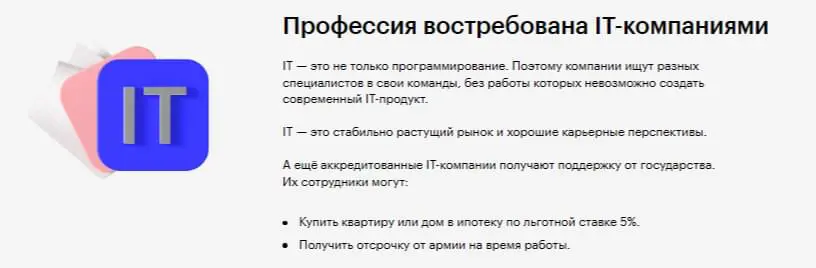 Профессия востребована IT-компаниями
IT
IT — это не только программирование. Поэтому компании ищут разных
специалистов в свои команды, без работы которых невозможно создать
современный IT-продукт.
IT — это стабильно растущий рынок и хорошие карьерные перспективы.
А ещё аккредитованные IT-компании получают поддержку от государства.
Их сотрудники могут:
• Купить квартиру или дом в ипотеку по льготной ставке 5%.
• Получить отсрочку от армии на время работы.